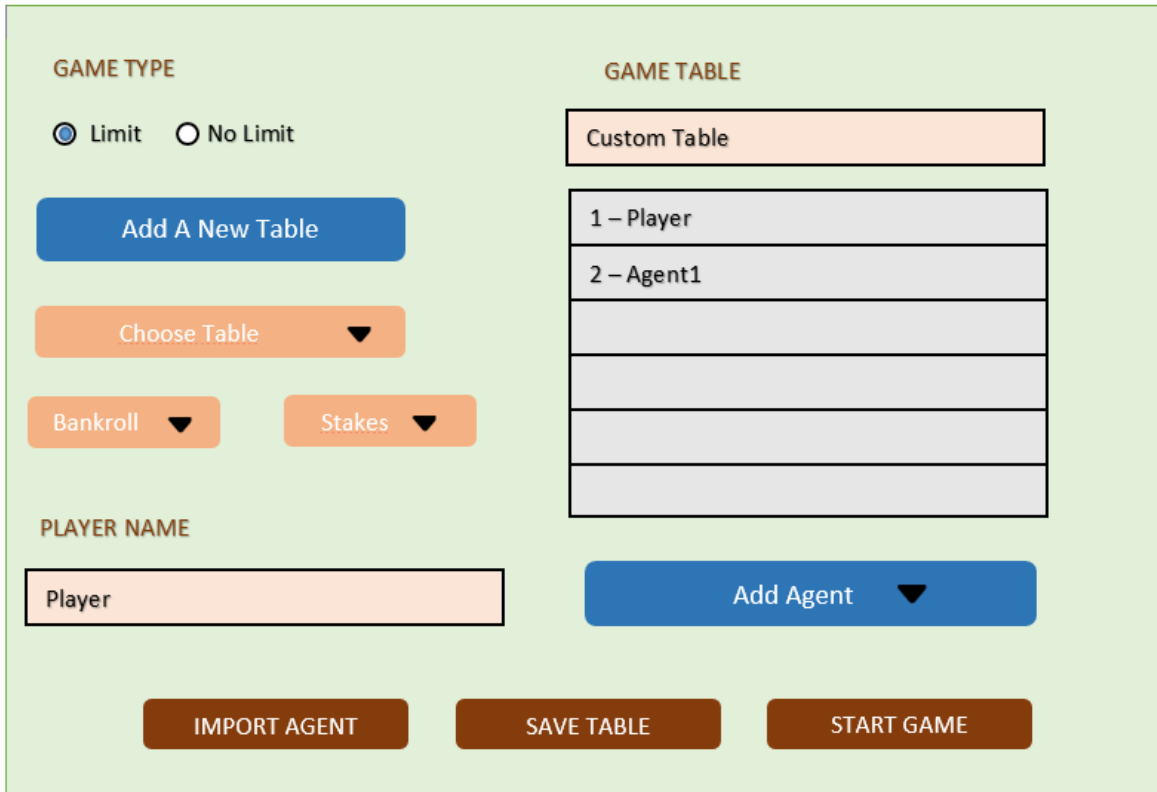 GAME TYPE
Limit
No Limit
Add A New Table
Choose Table
Bankroll
Stakes
PLAYER NAME
Player
GAME TABLE
Custom Table
1 – Player
2 – Agent1
Add Agent
IMPORT AGENT
SAVE TABLE
START GAME